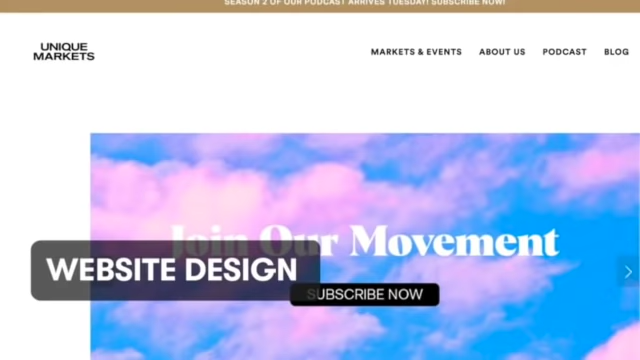 SEASON 2 OF OUR PODCAST ARRIVES TUESDAY! SUBSCRIBE NOW!
UNIQUE
MARKETS
MARKETS & EVENTS ABOUT US PODCAST BLOG
Join Our Movement
WEBSITE DESIGN
SUBSCRIBE NOW